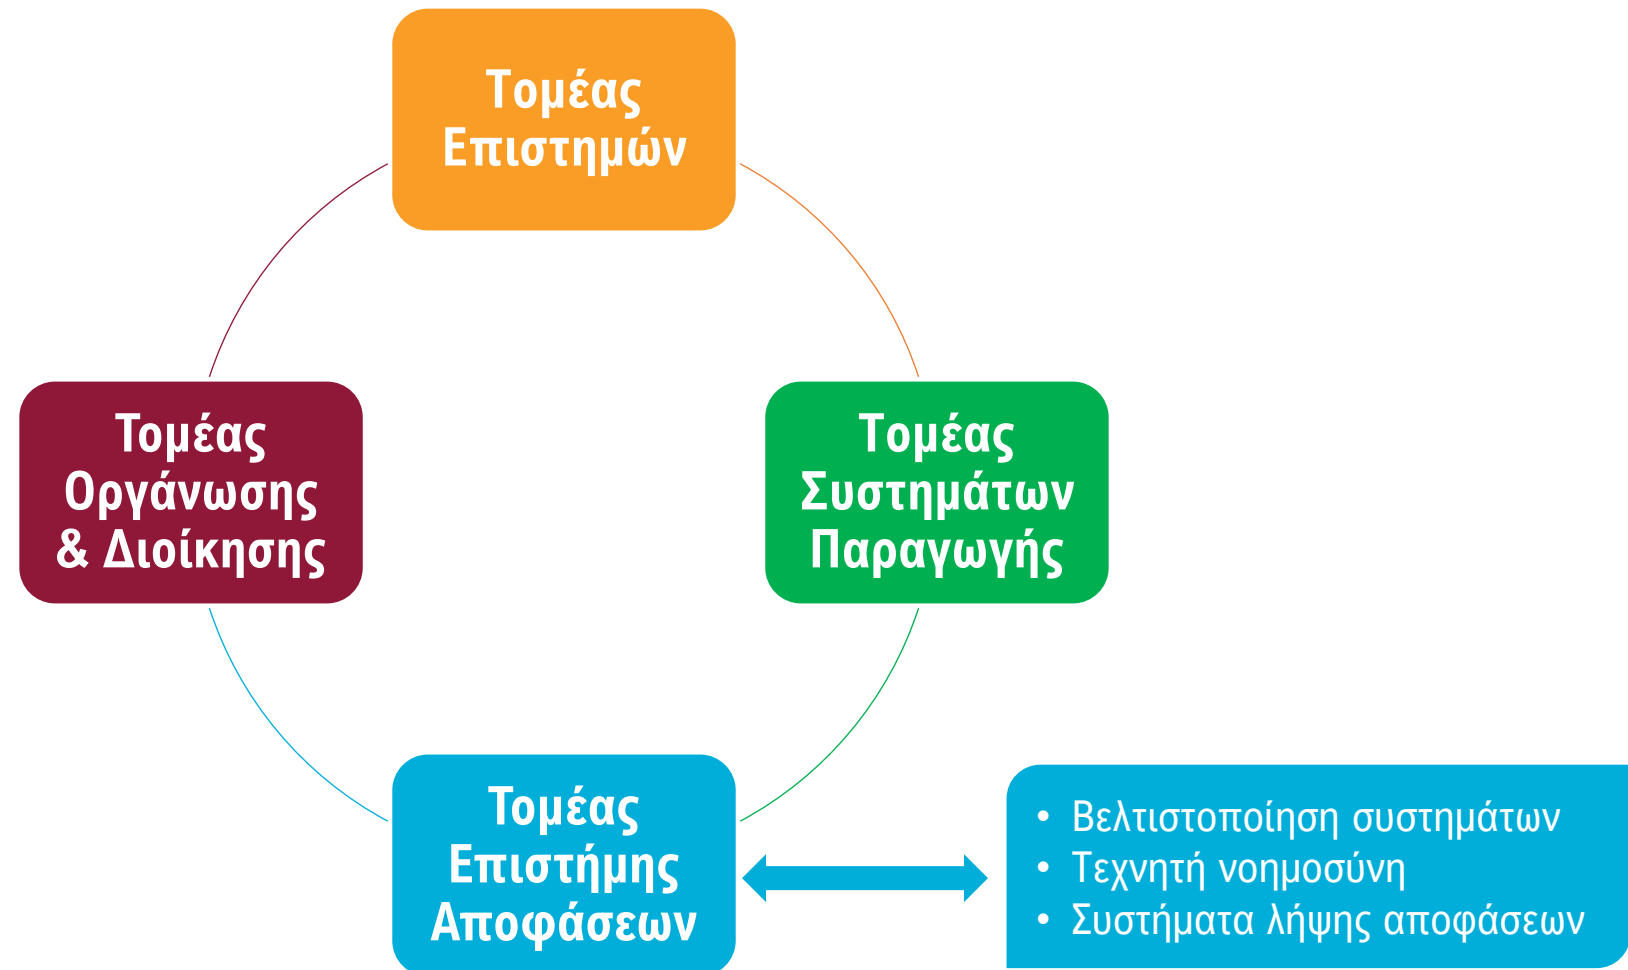 Τομέας
Επιστημών
Τομέας
Οργάνωσης
& Διοίκησης
Τομέας
Συστημάτων
Παραγωγής
Τομέας
Επιστήμης
Αποφάσεων
• Βελτιστοποίηση συστημάτων
• Τεχνητή νοημοσύνη
• Συστήματα λήψης αποφάσεων